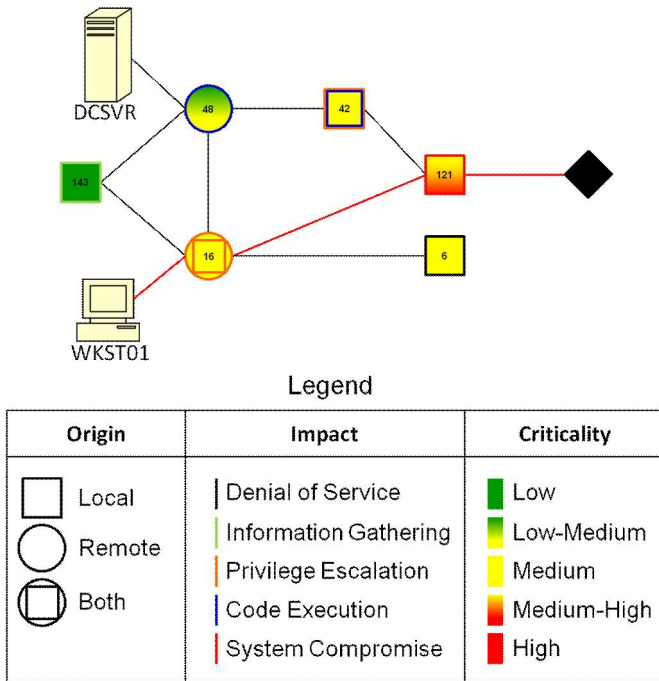 DCSVR
48
42
143
121
16
6
WKST01
Legend
Origin
Impact
Criticality
Local
Remote
Both
Denial of Service
Information Gathering
Privilege Escalation
Code Execution
System Compromise
Low
Low-Medium
Medium
Medium-High
High